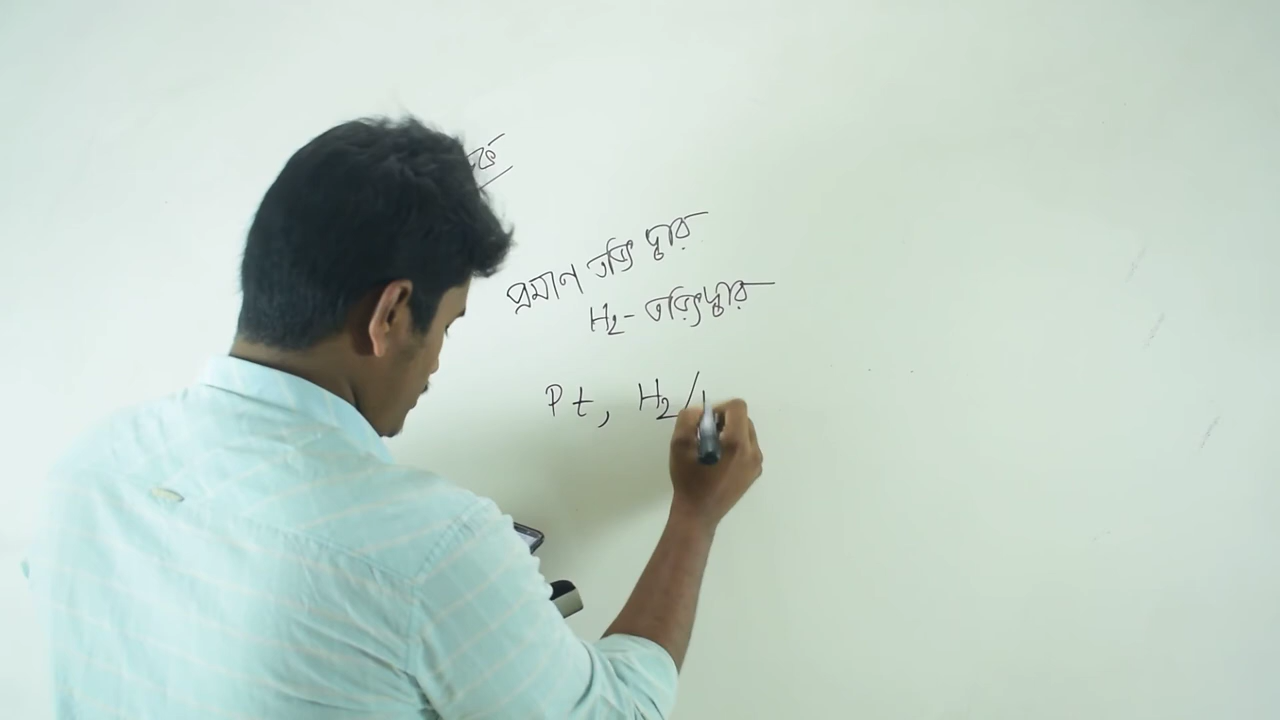 প্রমাণ তড়িৎ দ্বার
H₂- তড়িৎদ্বার
Pt, H₂/